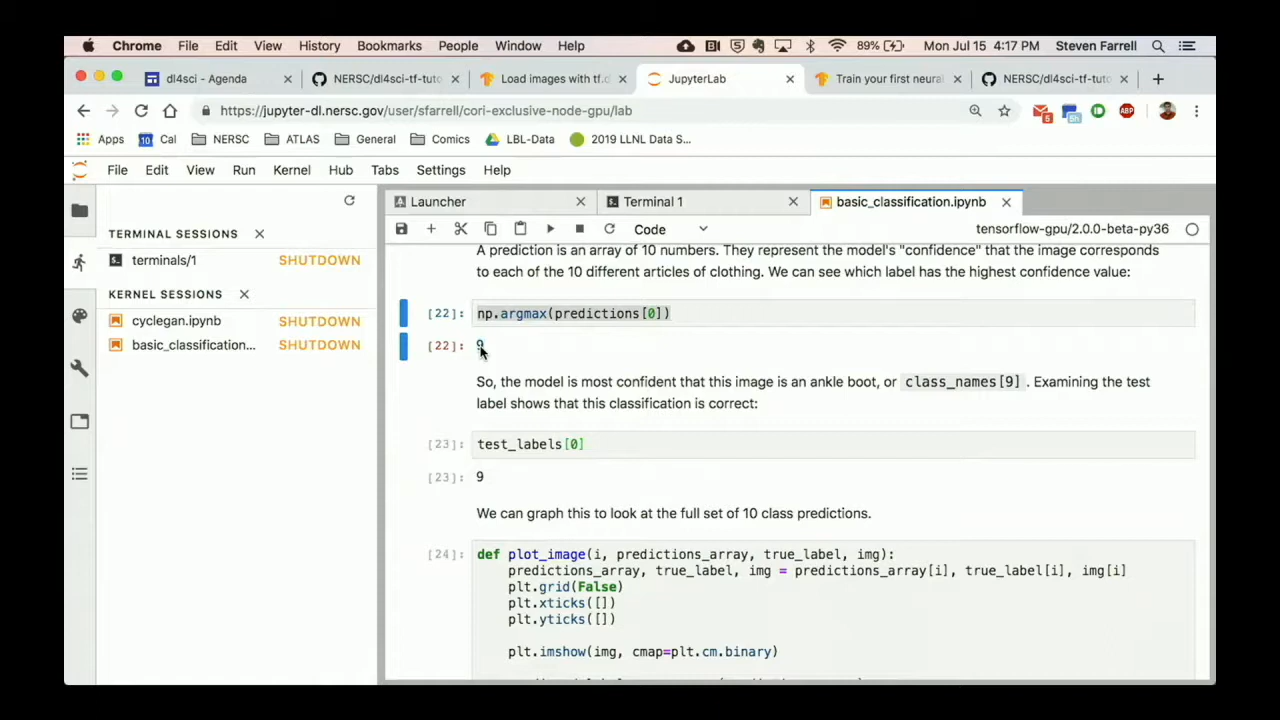 Chrome File Edit View History Bookmarks People Window Help 89% Mon Jul 15 4:17 PM Steven Farrell
dl4sci - Agenda NERSC/dl4sci-tf-tuto Load images with tf.d JupyterLab Train your first neura NERSC/dl4sci-tf-tuto
https://jupyter-dl.nersc.gov/user/sfarrell/cori-exclusive-node-gpu/lab
Apps Cal NERSC ATLAS General Comics LBL-Data 2019 LLNL Data S...
File Edit View Run Kernel Hub Tabs Settings Help
Launcher Terminal 1 basic_classification.ipynb
Code tensorflow-gpu/2.0.0-beta-py36
TERMINAL SESSIONS
terminals/1 SHUTDOWN
KERNEL SESSIONS
cyclegan.ipynb SHUTDOWN
basic_classification... SHUTDOWN
A prediction is an array of 10 numbers. They represent the model's "confidence" that the image corresponds
to each of the 10 different articles of clothing. We can see which label has the highest confidence value:
[22]: np.argmax(predictions[0])
[22]: 9
So, the model is most confident that this image is an ankle boot, or class_names[9] . Examining the test
label shows that this classification is correct:
[23]: test_labels[0]
[23]: 9
We can graph this to look at the full set of 10 class predictions.
[24]: def plot_image(i, predictions_array, true_label, img):
predictions_array, true_label, img = predictions_array[i], true_label[i], img[i]
plt.grid(False)
plt.xticks([])
plt.yticks([])
plt.imshow(img, cmap=plt.cm.binary)